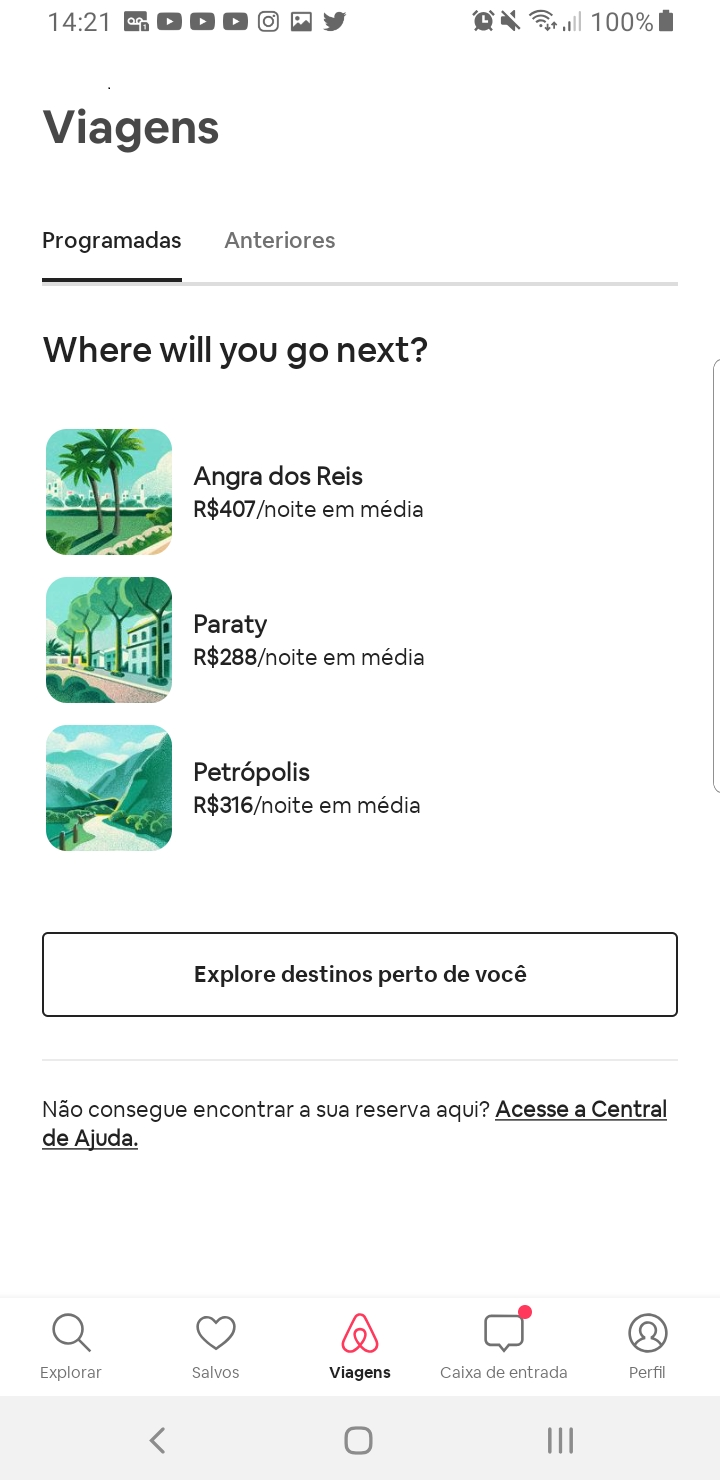 14:21
100%
Viagens
Programadas
Anteriores
Where will you go next?
Angra dos Reis
R$407/noite em média
Paraty
R$288/noite em média
Petrópolis
R$316/noite em média
Explore destinos perto de você
Não consegue encontrar a sua reserva aqui? Acesse a Central
de Ajuda.
Explorar
Salvos
Viagens
Caixa de entrada
Perfil